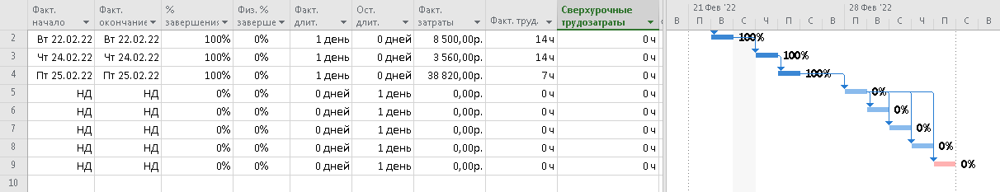 Факт. начало Факт. окончание % завершения Физ. % заверше Факт. длит. Ост. длит. Факт. затраты Факт. труд. Сверхурочные трудозатраты
21 Фев '22 28 Фев '22
В П В С Ч П С В П В С Ч П С В
2 Вт 22.02.22 Вт 22.02.22 100% 0% 1 день 0 дней 8 500,00р. 14 ч 0 ч 100%
3 Чт 24.02.22 Чт 24.02.22 100% 0% 1 день 0 дней 3 560,00р. 14 ч 0 ч 100%
4 Пт 25.02.22 Пт 25.02.22 100% 0% 1 день 0 дней 38 820,00р. 7 ч 0 ч 100%
5 НД НД 0% 0% 0 дней 1 день 0,00р. 0 ч 0 ч 0%
6 НД НД 0% 0% 0 дней 1 день 0,00р. 0 ч 0 ч 0%
7 НД НД 0% 0% 0 дней 1 день 0,00р. 0 ч 0 ч 0%
8 НД НД 0% 0% 0 дней 1 день 0,00р. 0 ч 0 ч 0%
9 НД НД 0% 0% 0 дней 1 день 0,00р. 0 ч 0 ч 0%
10